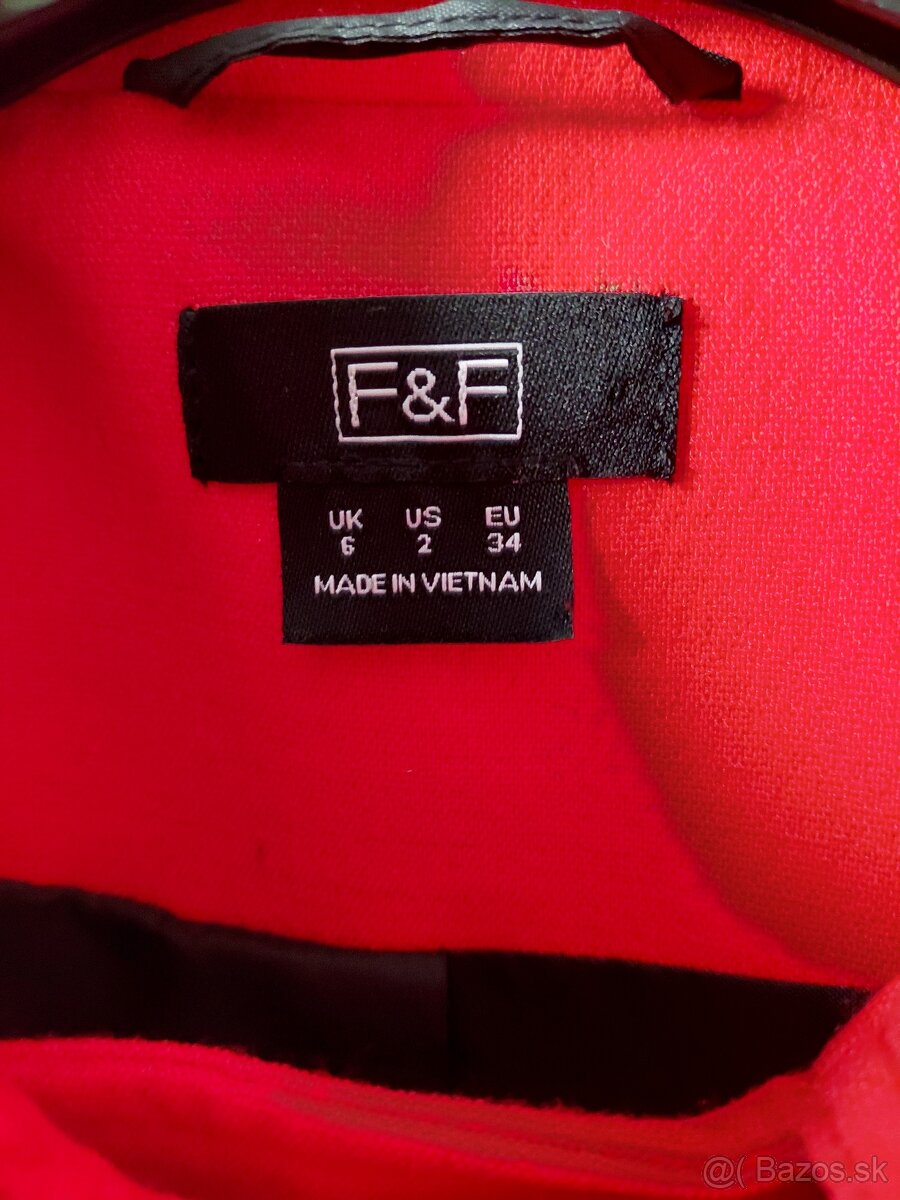 F&F
UK US EU
6 2 34
MADE IN VIETNAM
@( Bazos.sk